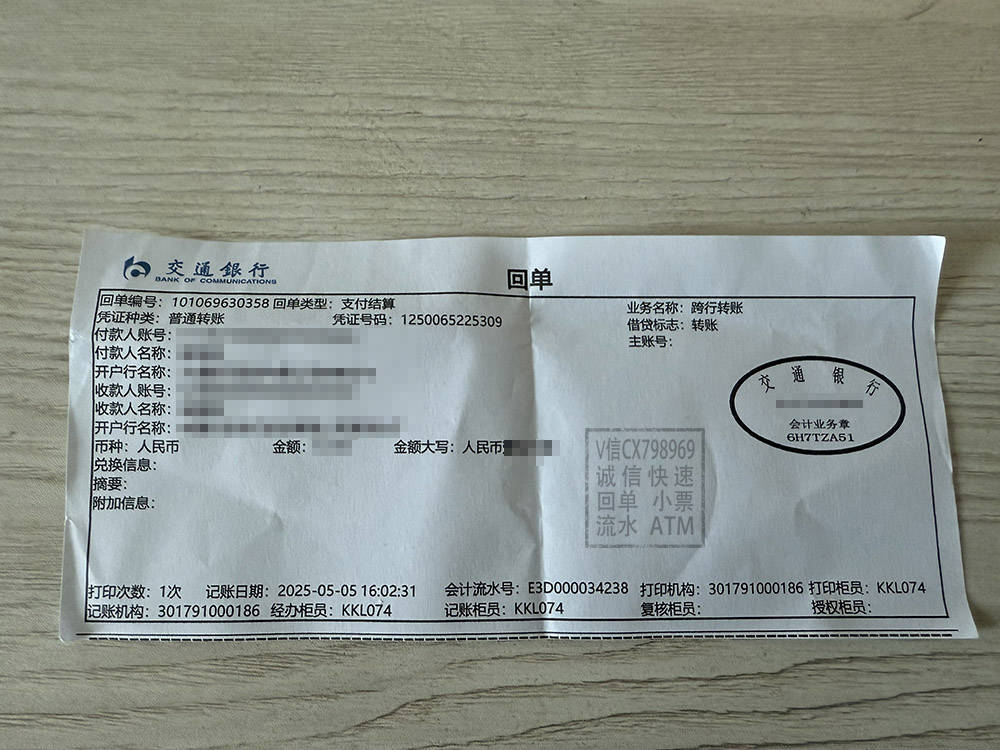 交通銀行
BANK OF COMMUNICATIONS
回单
回单编号：101069630358 回单类型：支付结算
业务名称：跨行转账
凭证种类：普通转账 凭证号码：1250065225309
借贷标志：转账
付款人账号：
主账号：
付款人名称：
开户行名称：
收款人账号：
收款人名称：
开户行名称：
币种：人民币 金额： 金额大写：人民币
兑换信息：
摘要：
附加信息：
交通銀行
会计业务章
6H7TZA51
V信CX798969
诚信快速
回单 小票
流水 ATM
打印次数：1次 记账日期：2025-05-05 16:02:31 会计流水号：E3D000034238 打印机构：301791000186 打印柜员：KKL074
记账机构：301791000186 经办柜员：KKL074 记账柜员：KKL074 复核柜员： 授权柜员：